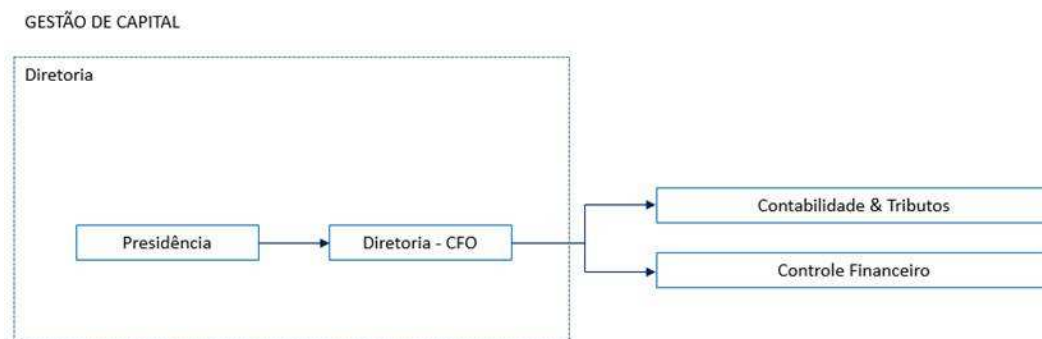 GESTÃO DE CAPITAL
Diretoria
Presidência
Diretoria - CFO
Contabilidade & Tributos
Controle Financeiro